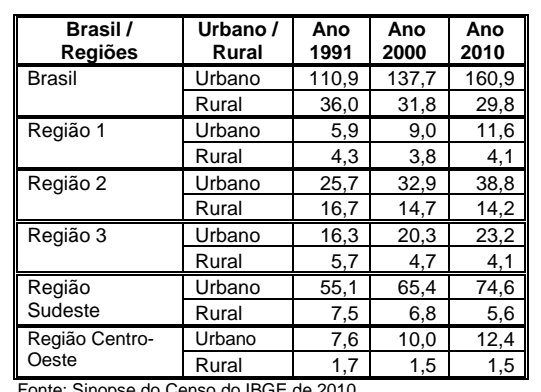 Brasil / Regiões Urbano / Rural Ano 1991 Ano 2000 Ano 2010
Brasil Urbano 110,9 137,7 160,9
Rural 36,0 31,8 29,8
Região 1 Urbano 5,9 9,0 11,6
Rural 4,3 3,8 4,1
Região 2 Urbano 25,7 32,9 38,8
Rural 16,7 14,7 14,2
Região 3 Urbano 16,3 20,3 23,2
Rural 5,7 4,7 4,1
Região Sudeste Urbano 55,1 65,4 74,6
Rural 7,5 6,8 5,6
Região Centro-Oeste Urbano 7,6 10,0 12,4
Rural 1,7 1,5 1,5
Fonte: Sinopse do Censo do IBGE de 2010